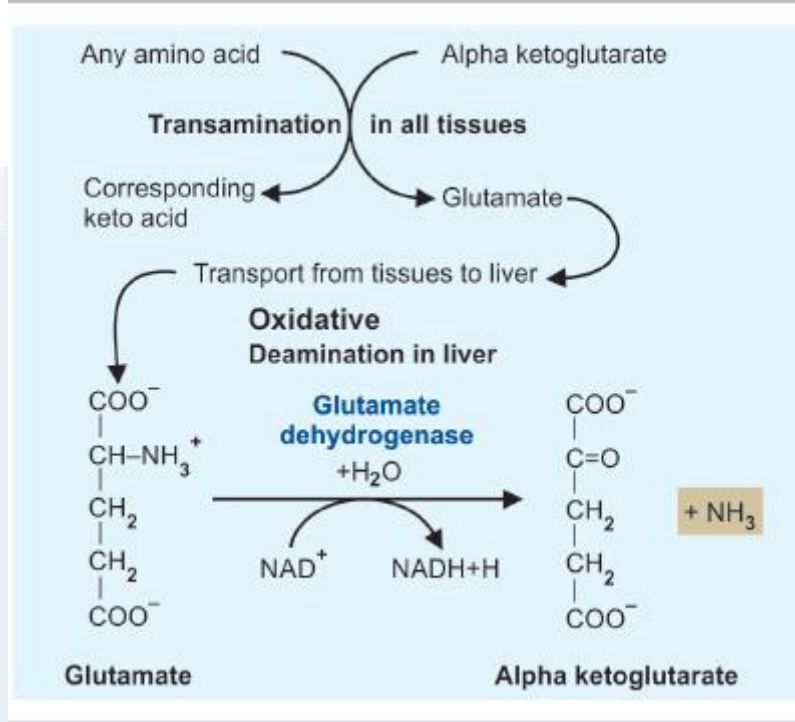 Any amino acid
Alpha ketoglutarate
Transamination in all tissues
Corresponding
keto acid
Glutamate
Transport from tissues to liver
Oxidative
Deamination in liver
COO⁻
CH–NH₃⁺
CH₂
CH₂
COO⁻
Glutamate
Glutamate
dehydrogenase
+H₂O
NAD⁺
NADH+H
COO⁻
C=O
CH₂
CH₂
COO⁻
+ NH₃
Alpha ketoglutarate